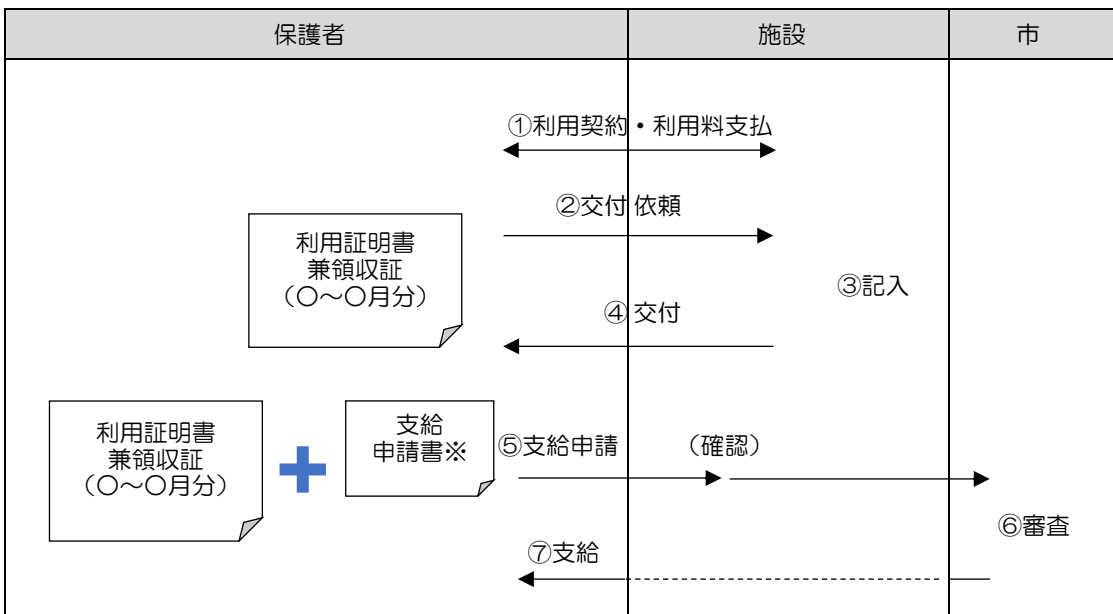 保護者
施設
市
①利用契約・利用料支払
②交付依頼
利用証明書
兼領収証
（〇～〇月分）
③記入
④交付
利用証明書
兼領収証
（〇～〇月分）
支給
申請書※
⑤支給申請
（確認）
⑥審査
⑦支給